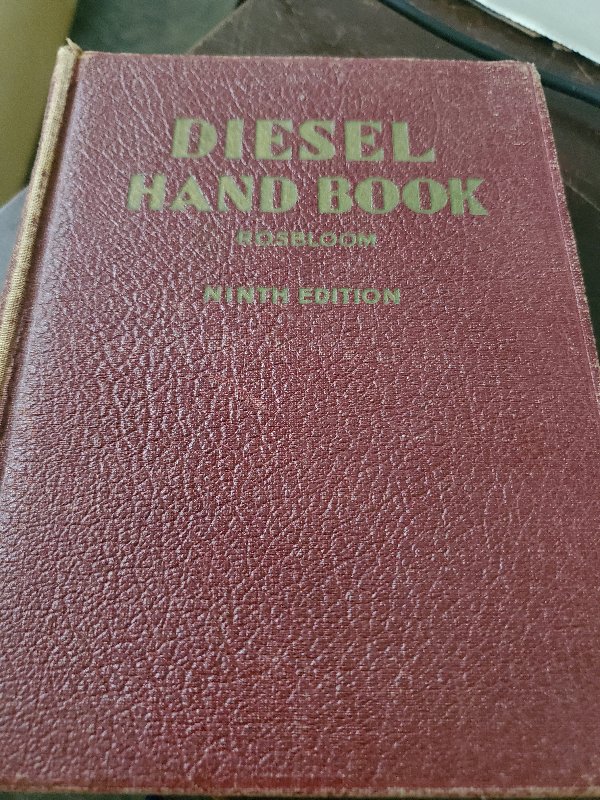 DIESEL
HAND BOOK
ROSBLOOM
NINTH EDITION